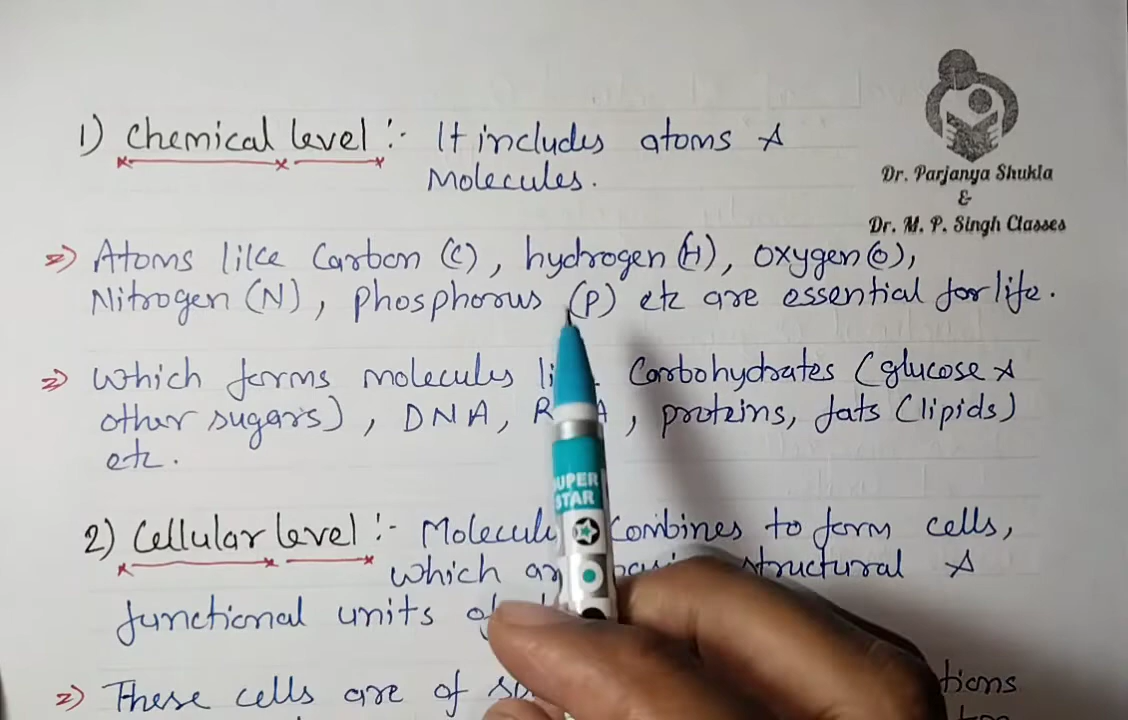 1) Chemical level :- It includes atoms &
Molecules.
Dr. Parjanya Shukla
&
Dr. M. P. Singh Classes
=) Atoms like Carbon (C), hydrogen (H), oxygen (O),
Nitrogen (N), phosphorous (P) etc are essential for life.
=) Which forms molecules Carbohydrates (glucose &
other sugars), DNA, proteins, fats (lipids)
etc.
2) Cellular level :- Combines to form cells,
which structural &
functional units
SUPER
STAR
=) These cells are of